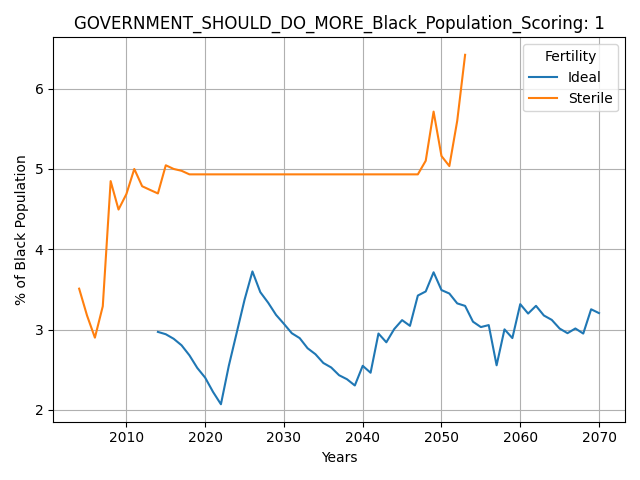 GOVERNMENT_SHOULD_DO_MORE_Black_Population_Scoring: 1
Fertility
Ideal
Sterile
% of Black Population
6
5
4
3
2
2010 2020 2030 2040 2050 2060 2070
Years